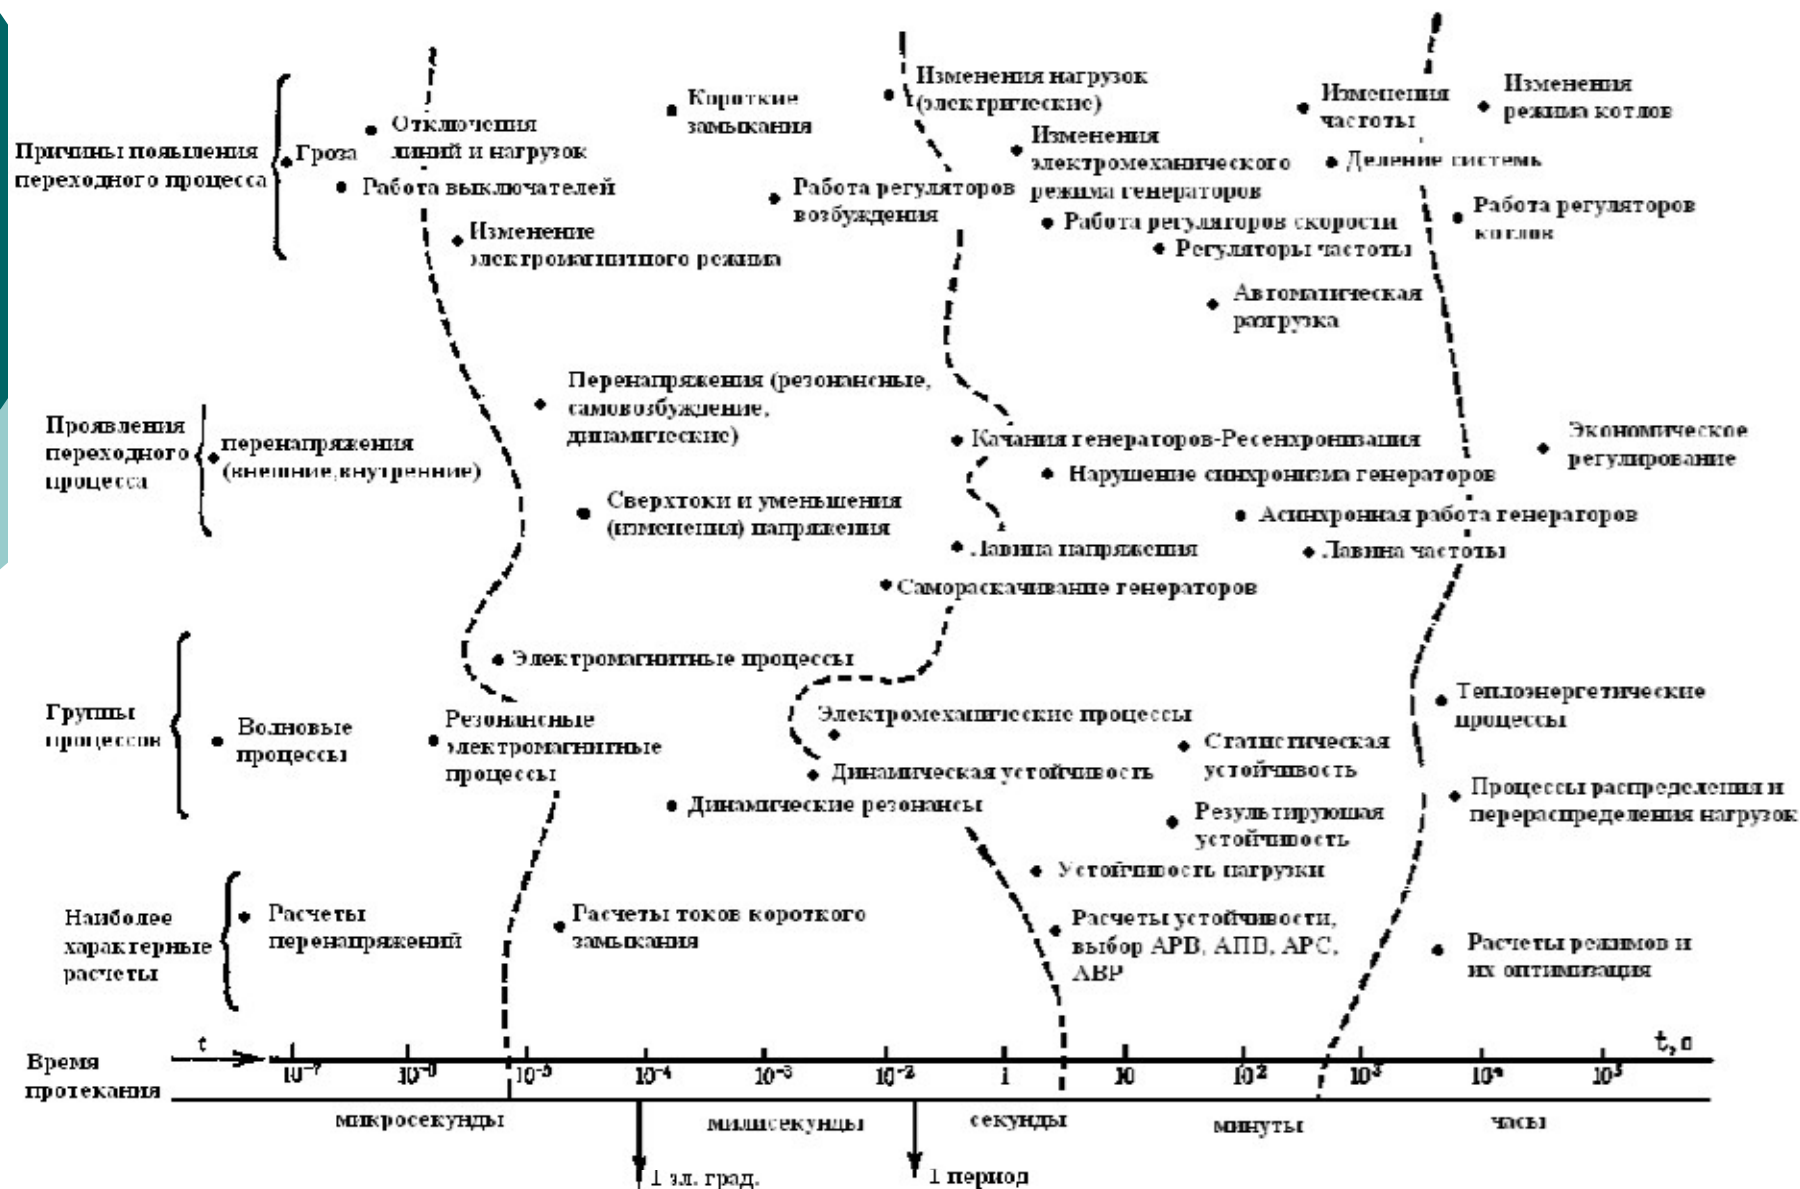 Причины появления
переходного процесса
Гроза
Отключения
линий и нагрузок
Работа выключателей
Изменение
электромагнитного режима
Короткие
замыкания
Работа регуляторов
возбуждения
Изменения нагрузок
(электрические)
Изменения
электромеханического
режима генераторов
Работа регуляторов скорости
Регуляторы частоты
Автоматическая
разгрузка
Изменения
частоты
Деление системь
Изменения
режима котлов
Работа регуляторов
котлов
Проявления
переходного
процесса
перенапряжения
(внешние,внутренние)
Перенапряжения (резонансные,
самовозбуждение,
динамические)
Сверхтоки и уменьшения
(изменения) напряжения
Качания генераторов-Ресенхронизация
Нарушение синхронизма генераторов
Асинхронная работа генераторов
Лавина напряжения
Лавина частоты
Самораскачивание генераторов
Экономическое
регулирование
Группы
процессов
Волновые
процессы
Электромагнитные процессы
Резонансные
электромагнитные
процессы
Электромеханические процессы
Динамическая устойчивость
Динамические резонансы
Статистическая
устойчивость
Результирующая
устойчивость
Устойчивость нагрузки
Теплоэнергетические
процессы
Процессы распределения и
перераспределения нагрузок
Наиболее
характерные
расчеты
Расчеты
перенапряжений
Расчеты токов короткого
замыкания
Расчеты устойчивости,
выбор АРВ, АПВ, АРС,
АВР
Расчеты режимов и
их оптимизация
Время
протекания
t
t, с
10⁻⁷ 10⁻⁶ 10⁻⁵ 10⁻⁴ 10⁻³ 10⁻² 1 10 10² 10³ 10⁴ 10⁵
микросекунды милисекунды секунды минуты часы
1 эл. град. 1 период